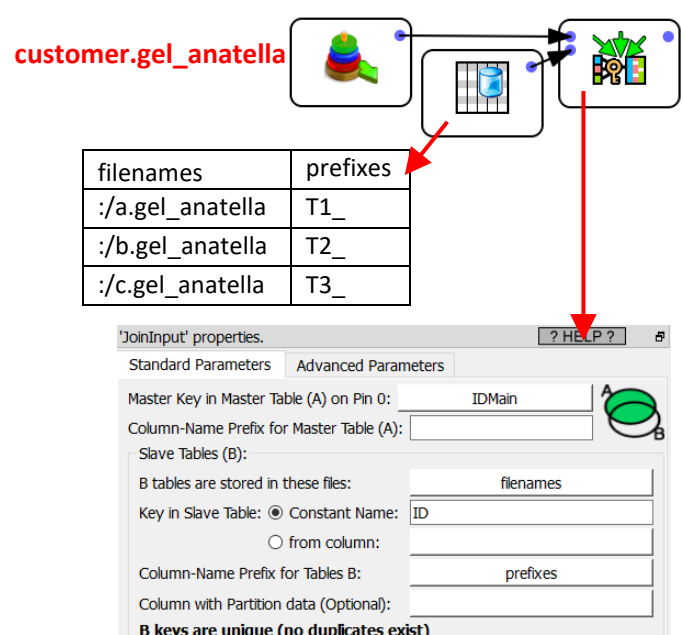 customer.gel_anatella
filenames prefixes
:/a.gel_anatella T1_
:/b.gel_anatella T2_
:/c.gel_anatella T3_
'JoinInput' properties. ? HELP ?
Standard Parameters Advanced Parameters
Master Key in Master Table (A) on Pin 0: IDMain
Column-Name Prefix for Master Table (A):
A
B
Slave Tables (B):
B tables are stored in these files: filenames
Key in Slave Table: Constant Name: ID
from column:
Column-Name Prefix for Tables B: prefixes
Column with Partition data (Optional):
B keys are unique (no duplicates exist)